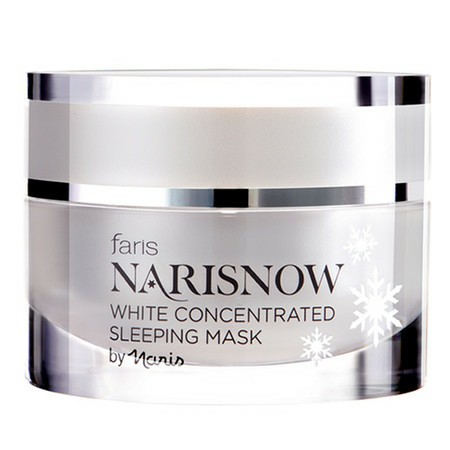 faris
NARISNOW
WHITE CONCENTRATED
SLEEPING MASK
by Naris